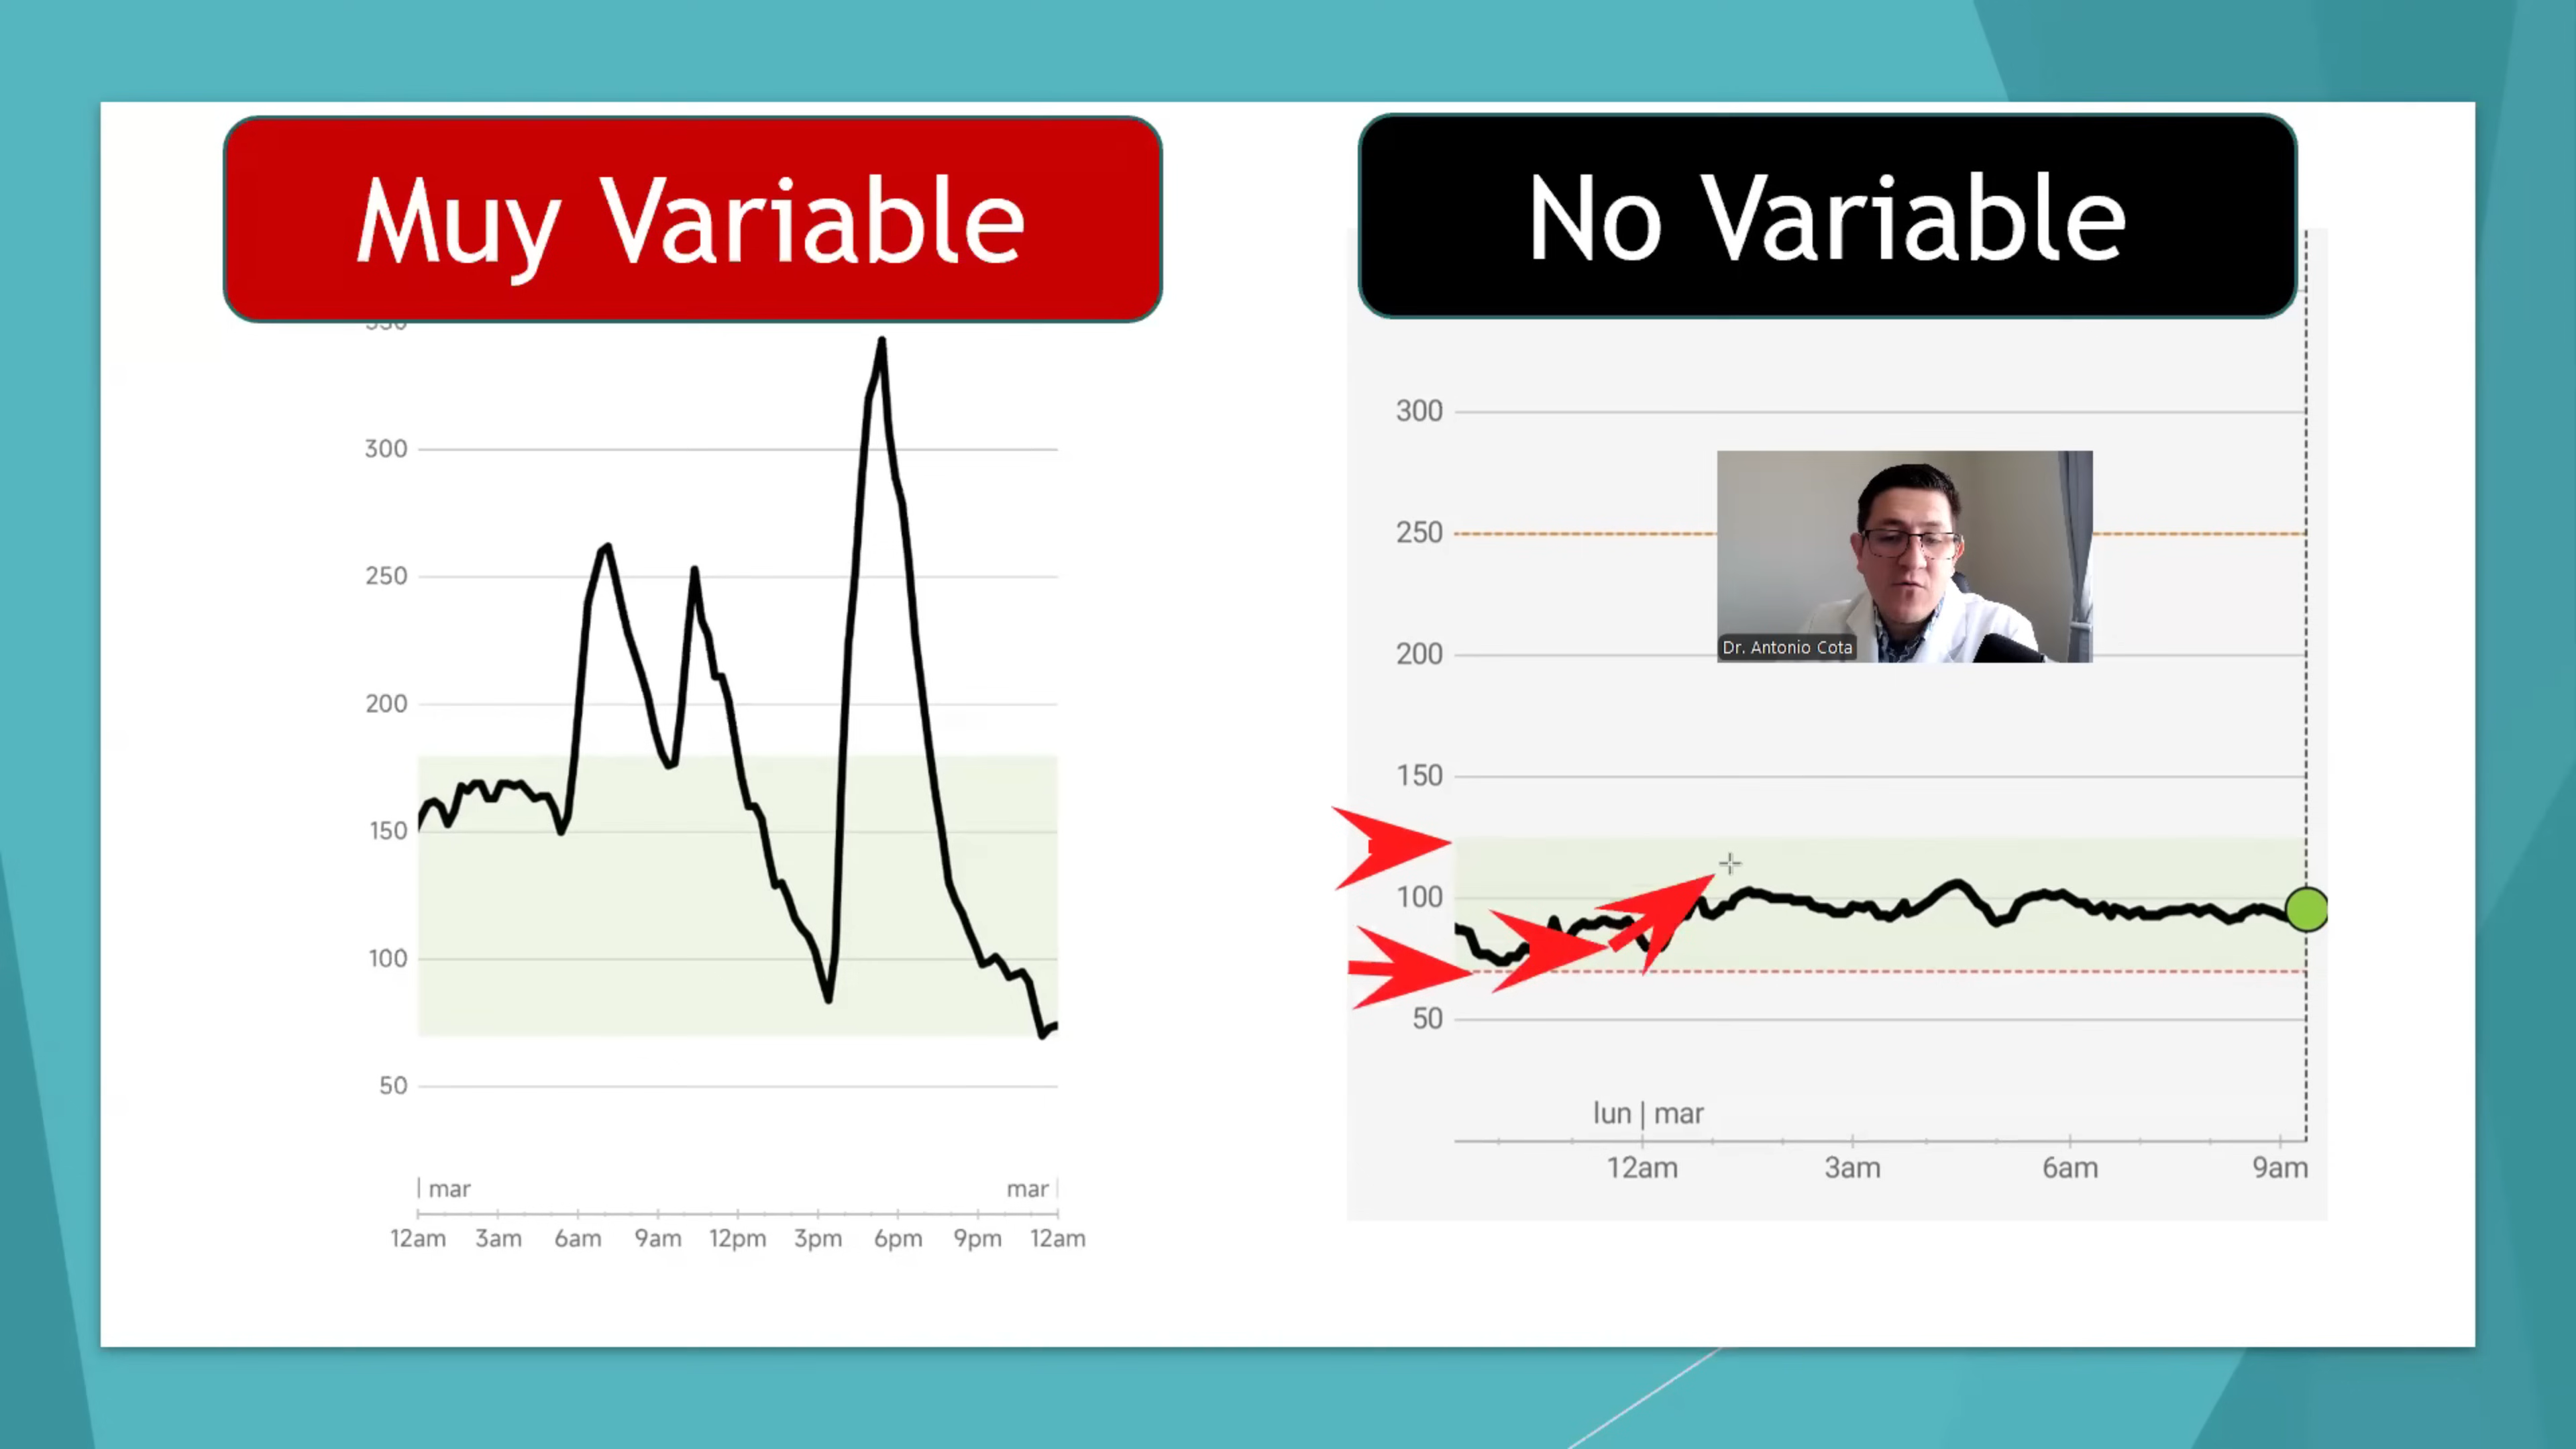 Muy Variable
300
250
200
150
100
50
| mar
mar |
12am 3am 6am 9am 12pm 3pm 6pm 9pm 12am
No Variable
300
250
200
150
100
50
Dr. Antonio Cota
lun | mar
12am 3am 6am 9am